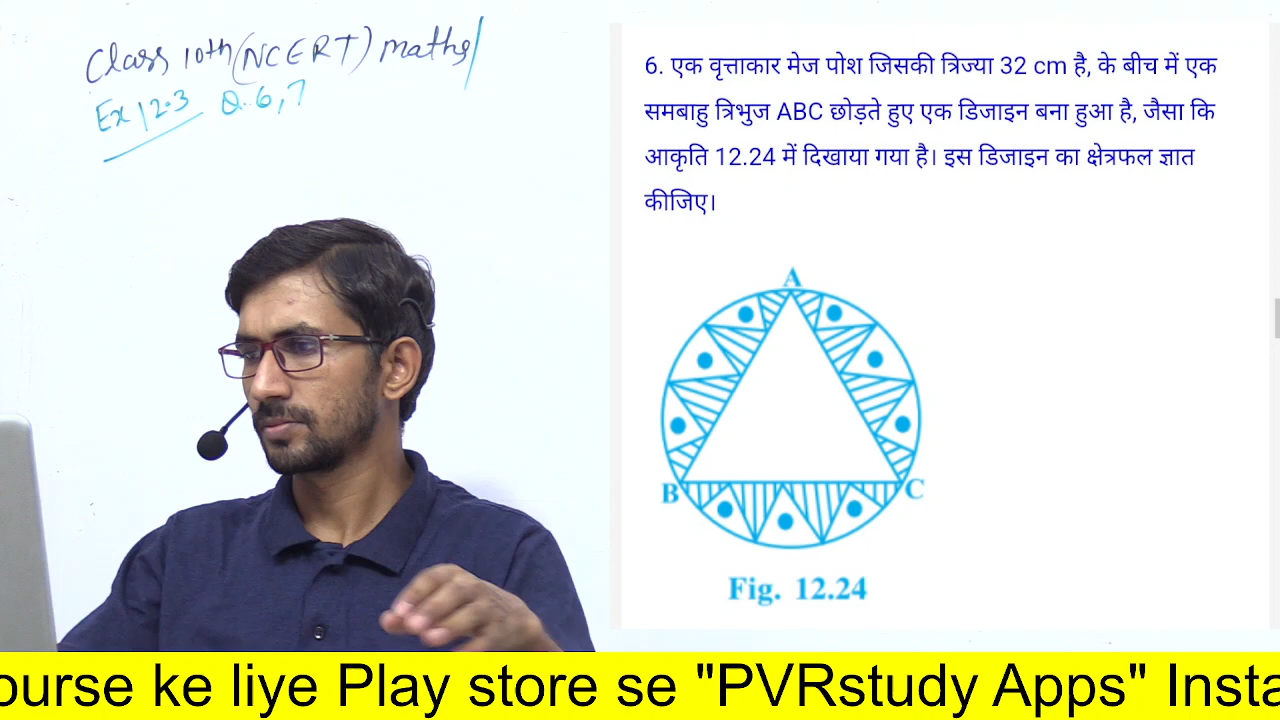 Class 10th (NCERT) maths
Ex 12.3 Q. 6, 7
6. एक वृत्ताकार मेज पोश जिसकी त्रिज्या 32 cm है, के बीच में एक
समबाहु त्रिभुज ABC छोड़ते हुए एक डिजाइन बना हुआ है, जैसा कि
आकृति 12.24 में दिखाया गया है। इस डिजाइन का क्षेत्रफल ज्ञात
कीजिए।
A
B
C
Fig. 12.24
ourse ke liye Play store se "PVRstudy Apps" Insta